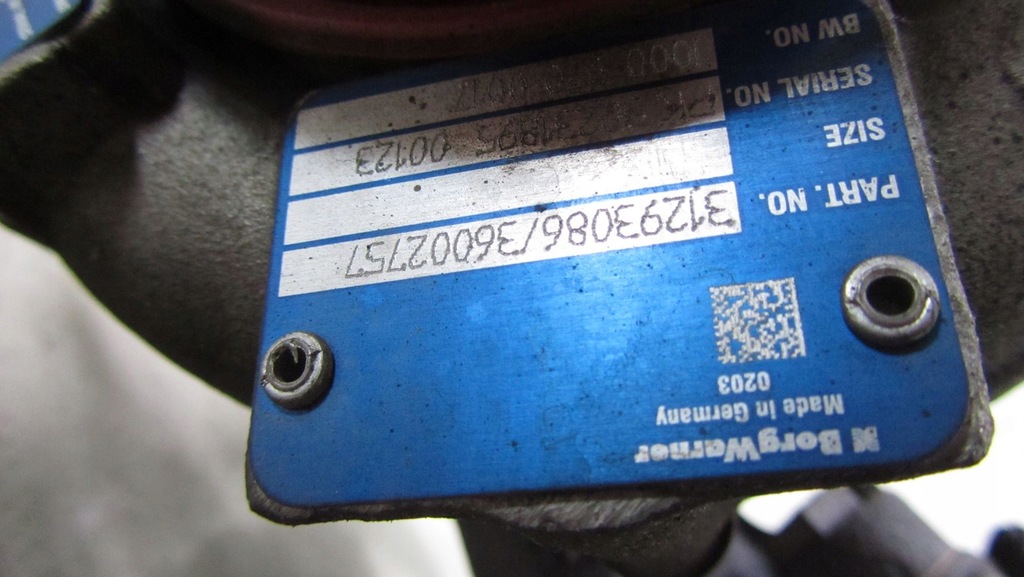 BorgWarner
Made in Germany
0203
PART. NO. 31293086/36002757
SIZE
SERIAL NO. 00123
BW NO.